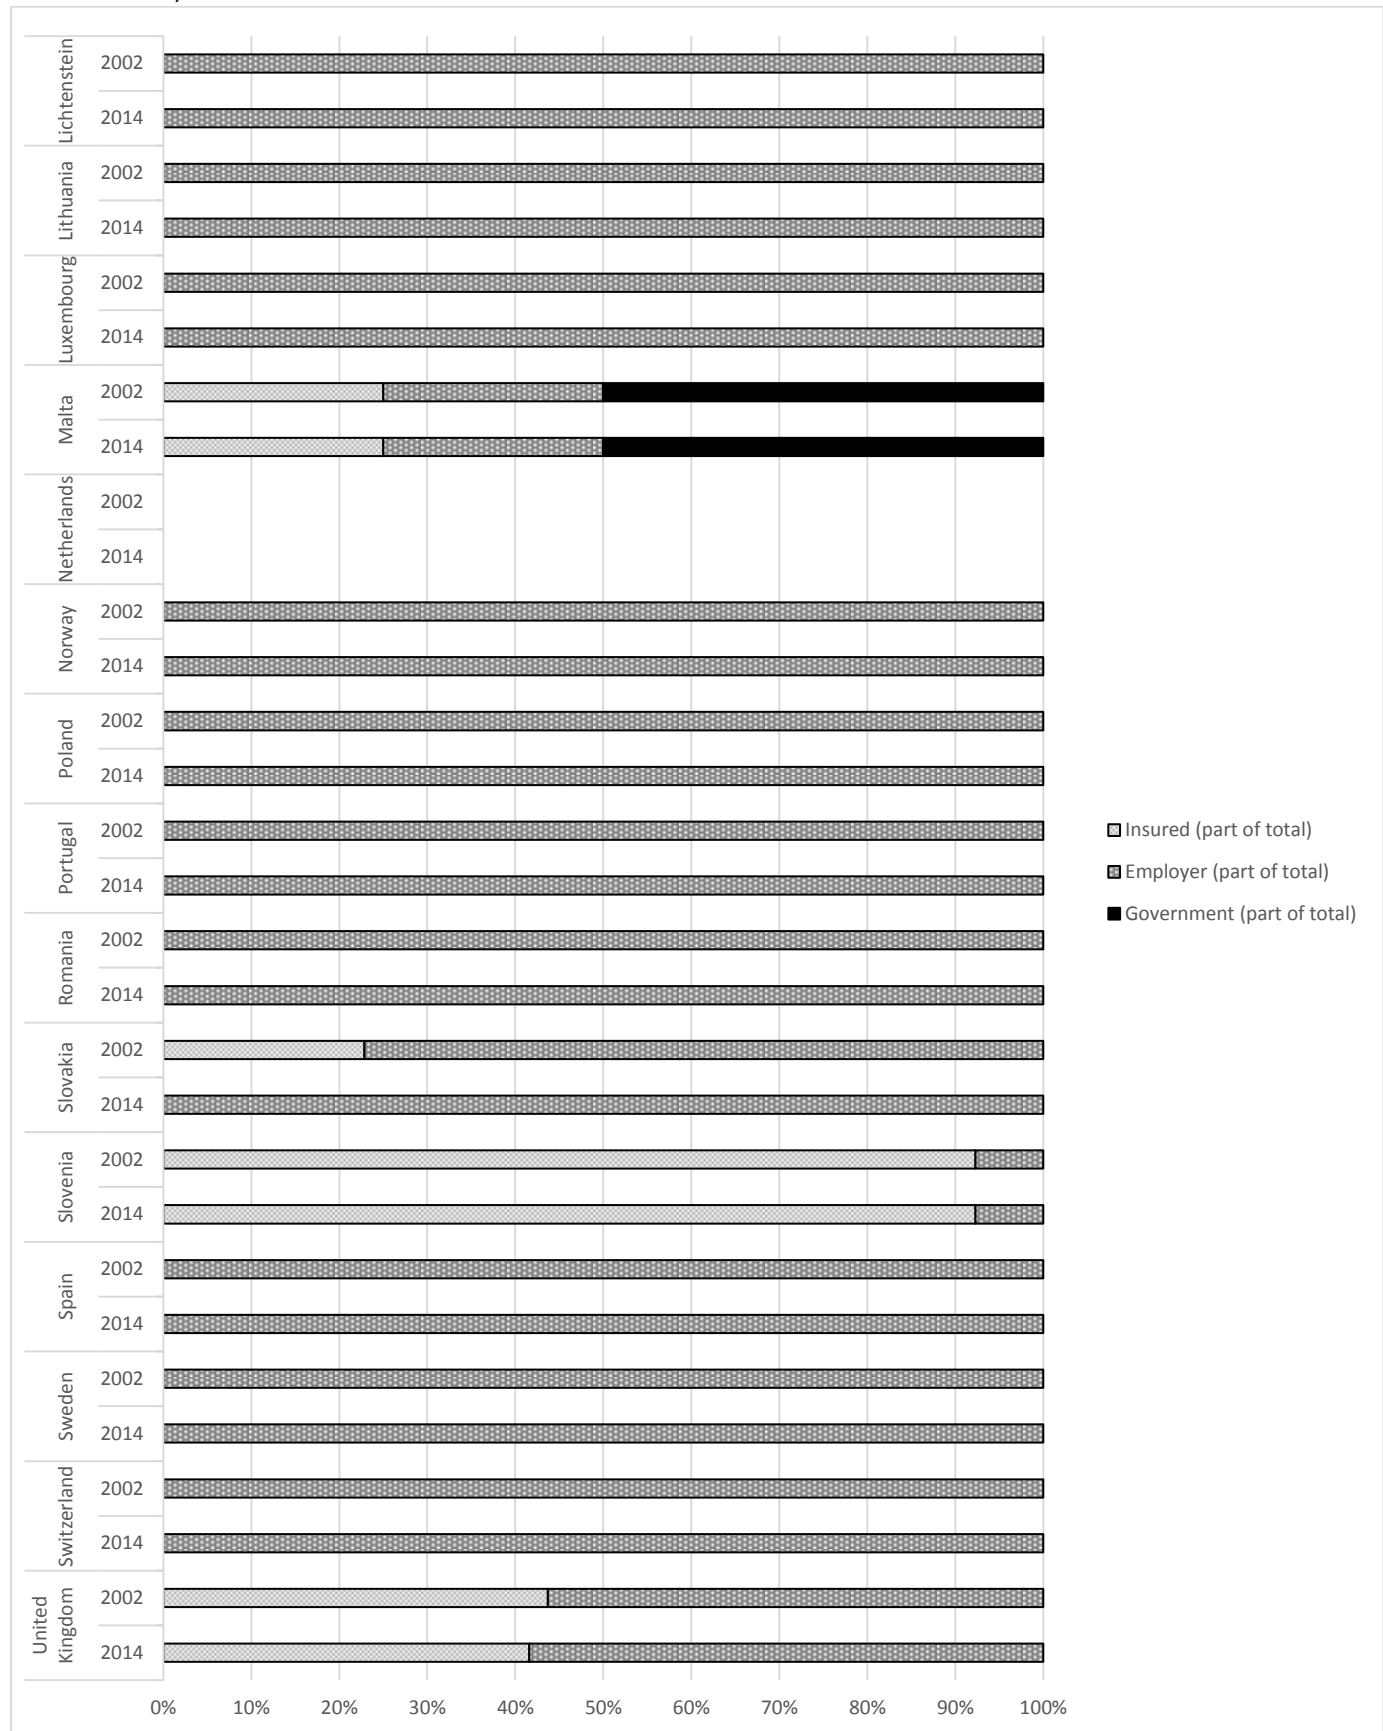 Lichtenstein
2002
2014
Lithuania
2002
2014
Luxembourg
2002
2014
Malta
2002
2014
Netherlands
2002
2014
Norway
2002
2014
Poland
2002
2014
Portugal
2002
2014
Romania
2002
2014
Slovakia
2002
2014
Slovenia
2002
2014
Spain
2002
2014
Sweden
2002
2014
Switzerland
2002
2014
United
Kingdom
2002
2014
0% 10% 20% 30% 40% 50% 60% 70% 80% 90% 100%
Insured (part of total)
Employer (part of total)
Government (part of total)